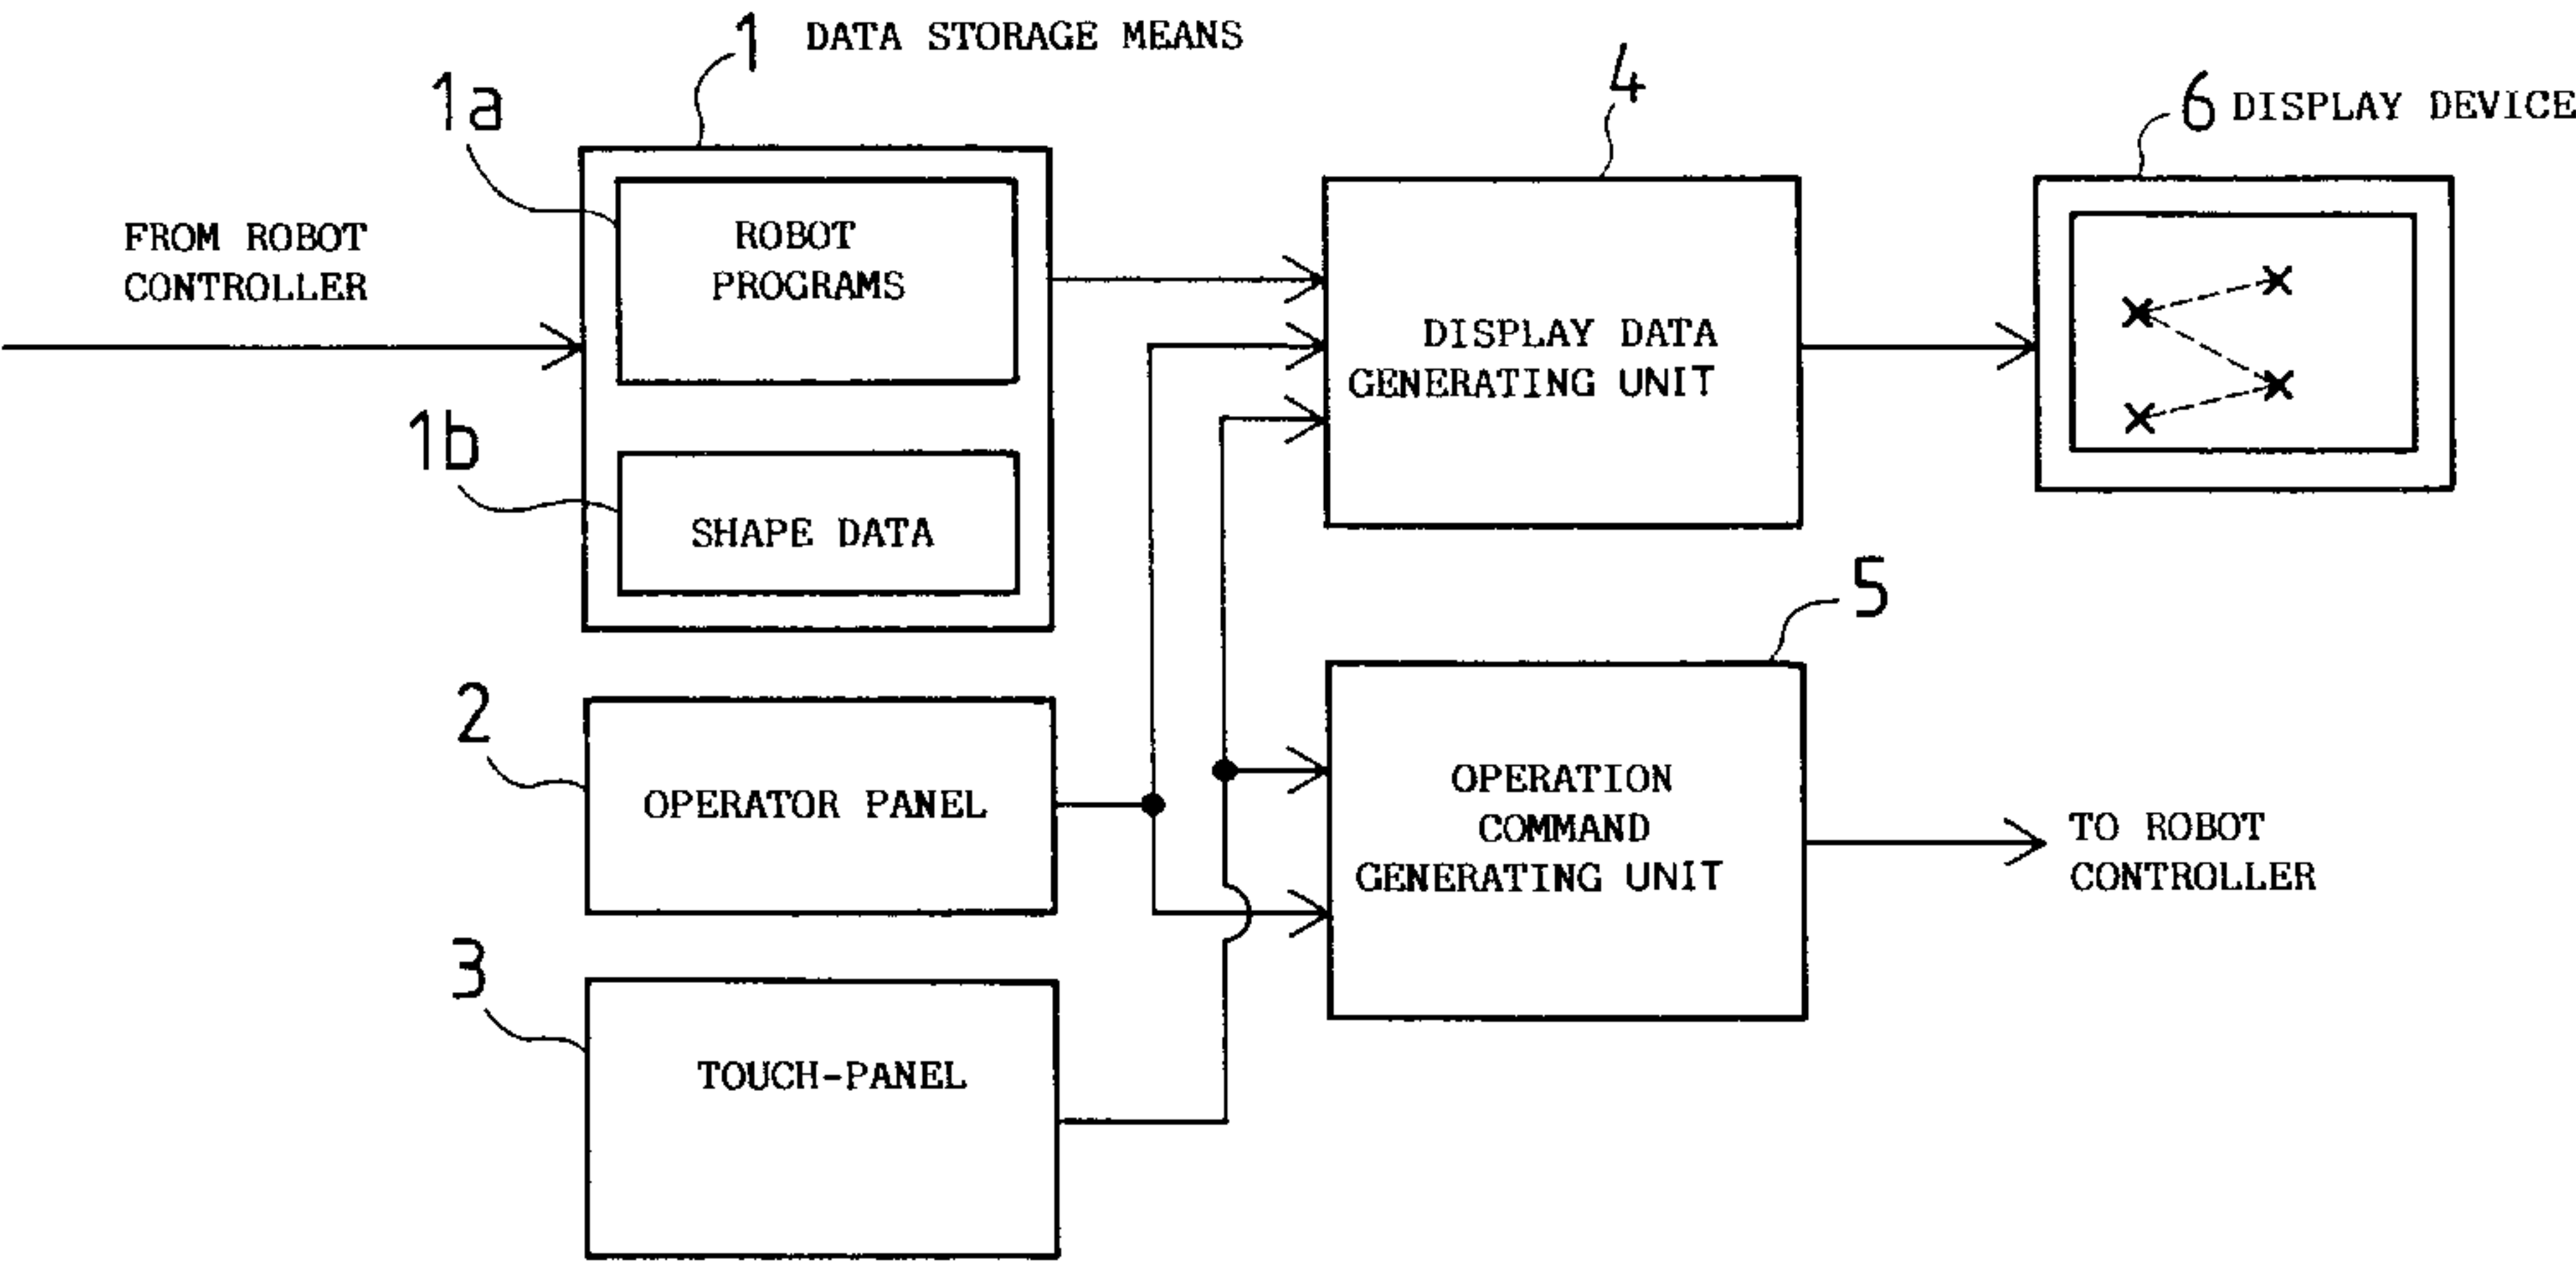 1 DATA STORAGE MEANS
1a
4
6 DISPLAY DEVICE
FROM ROBOT
CONTROLLER
ROBOT
PROGRAMS
DISPLAY DATA
GENERATING UNIT
1b
SHAPE DATA
5
2
OPERATOR PANEL
OPERATION
COMMAND
GENERATING UNIT
TO ROBOT
CONTROLLER
3
TOUCH-PANEL